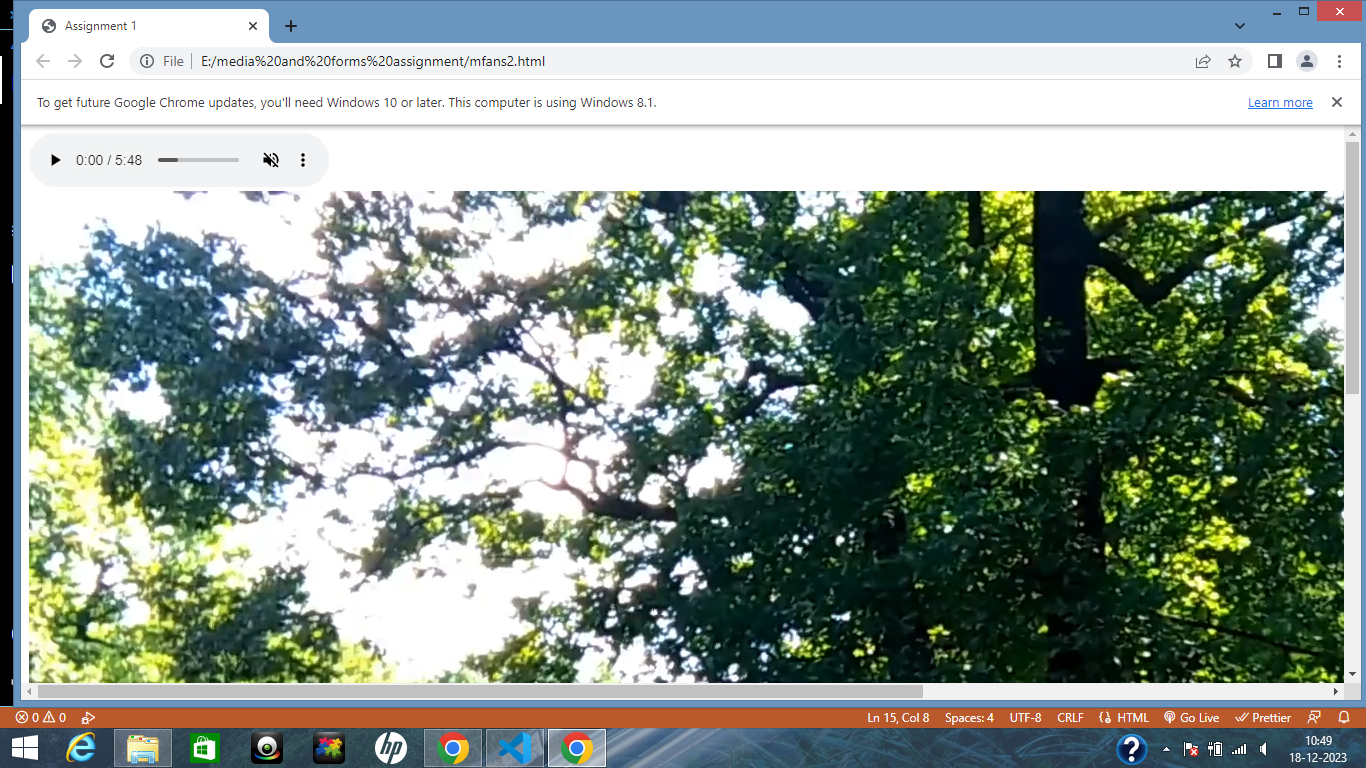 Assignment 1
File
E:/media%20and%20forms%20assignment/mfans2.html
To get future Google Chrome updates, you'll need Windows 10 or later. This computer is using Windows 8.1.
Learn more
0:00 / 5:48
0 0
Ln 15, Col 8 Spaces: 4 UTF-8 CRLF HTML Go Live Prettier
hp
?
10:49
18-12-2023